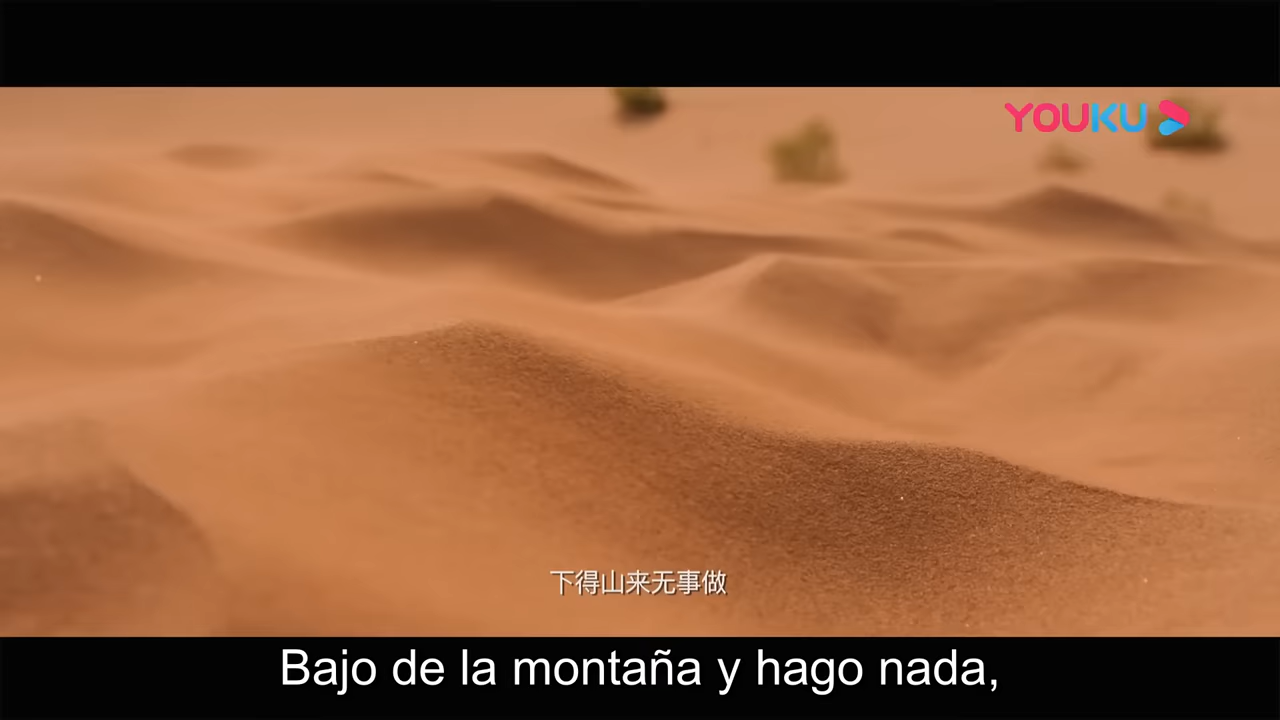 YOUKU
下得山来无事做
Bajo de la montaña y hago nada,